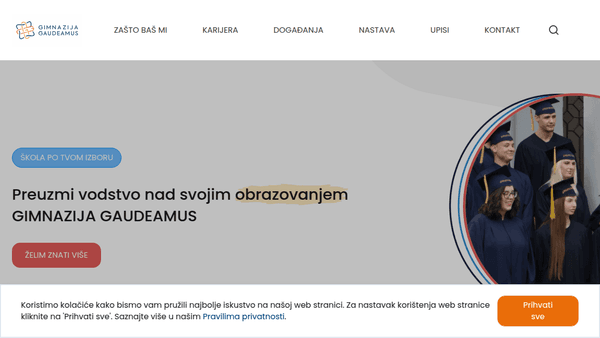 GIMNAZIJA
GAUDEAMUS
ZAŠTO BAŠ MI
KARIJERA
DOGAĐANJA
NASTAVA
UPISI
KONTAKT
ŠKOLA PO TVOM IZBORU
Preuzmi vodstvo nad svojim obrazovanjem
GIMNAZIJA GAUDEAMUS
ŽELIM ZNATI VIŠE
Koristimo kolačiće kako bismo vam pružili najbolje iskustvo na našoj web stranici. Za nastavak korištenja web stranice
kliknite na 'Prihvati sve'. Saznajte više u našim Pravilima privatnosti.
Prihvati
sve